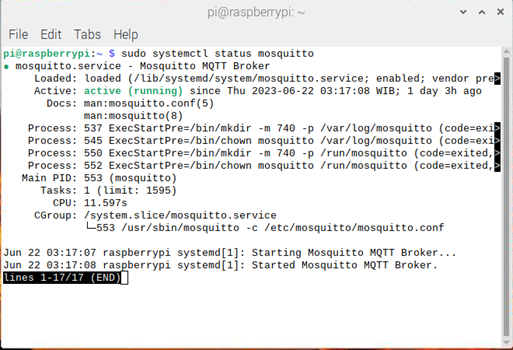 pi@raspberrypi: ~
File Edit Tabs Help
pi@raspberrypi:~ $ sudo systemctl status mosquitto
● mosquitto.service - Mosquitto MQTT Broker
Loaded: loaded (/lib/systemd/system/mosquitto.service; enabled; vendor pre>
Active: active (running) since Thu 2023-06-22 03:17:08 WIB; 1 day 3h ago
Docs: man:mosquitto.conf(5)
man:mosquitto(8)
Process: 537 ExecStartPre=/bin/mkdir -m 740 -p /var/log/mosquitto (code=exi>
Process: 545 ExecStartPre=/bin/chown mosquitto /var/log/mosquitto (code=exi>
Process: 550 ExecStartPre=/bin/mkdir -m 740 -p /run/mosquitto (code=exited,>
Process: 552 ExecStartPre=/bin/chown mosquitto /run/mosquitto (code=exited,>
Main PID: 553 (mosquitto)
Tasks: 1 (limit: 1595)
CPU: 11.597s
CGroup: /system.slice/mosquitto.service
└─553 /usr/sbin/mosquitto -c /etc/mosquitto/mosquitto.conf
Jun 22 03:17:07 raspberrypi systemd[1]: Starting Mosquitto MQTT Broker...
Jun 22 03:17:08 raspberrypi systemd[1]: Started Mosquitto MQTT Broker.
lines 1-17/17 (END)